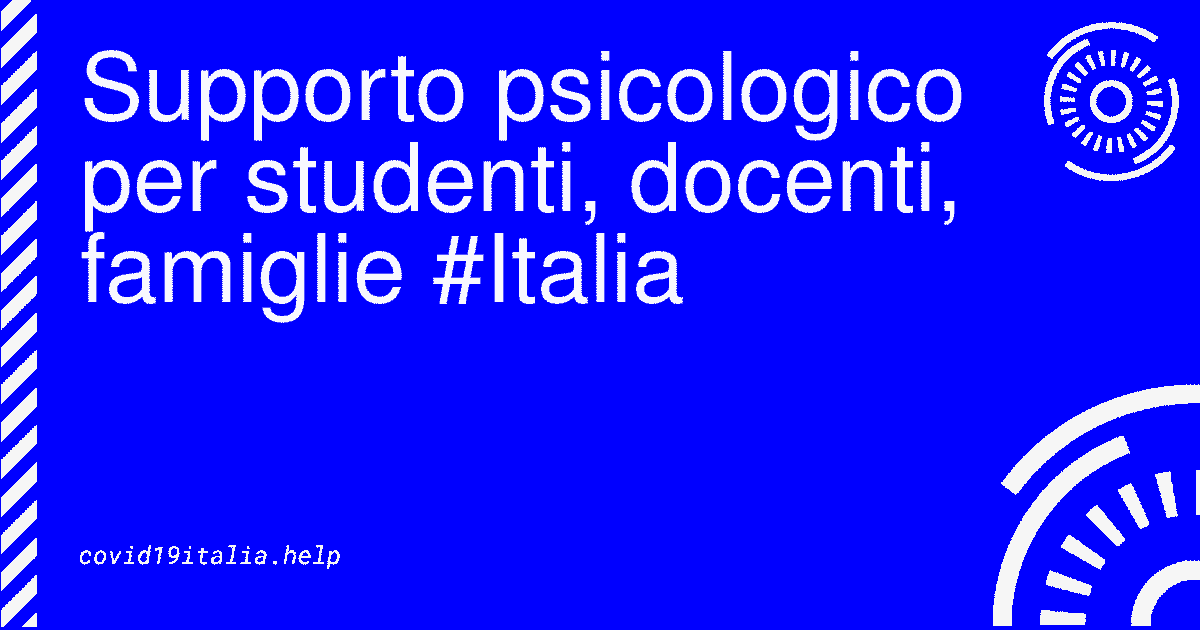 Supporto psicologico
per studenti, docenti,
famiglie #Italia
covid19italia.help